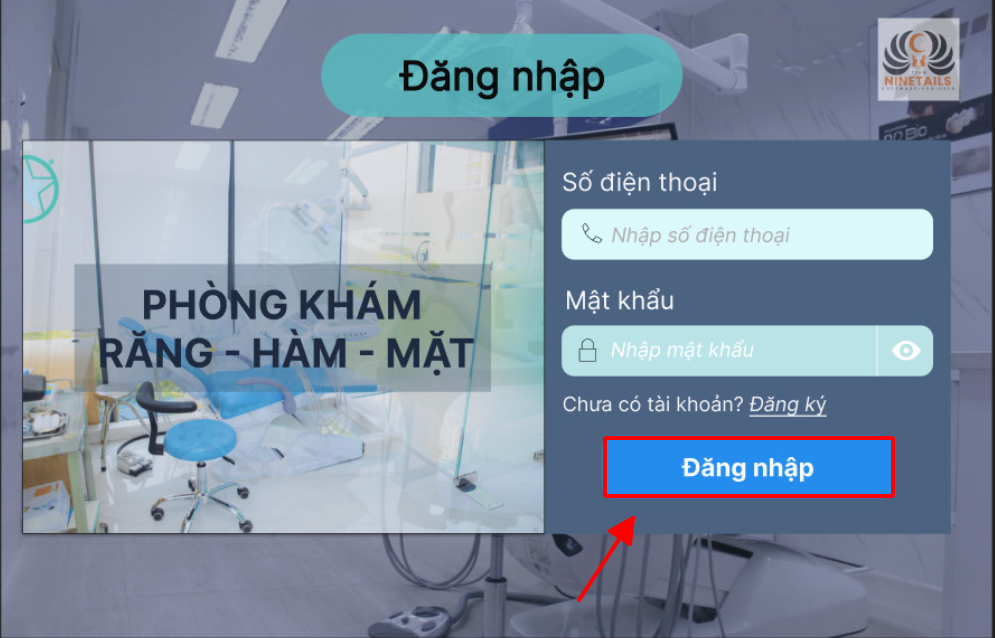 Đăng nhập
TEAM
NINETAILS
PHÒNG KHÁM
RĂNG - HÀM - MẶT
Số điện thoại
Nhập số điện thoại
Mật khẩu
Nhập mật khẩu
Chưa có tài khoản? Đăng ký
Đăng nhập